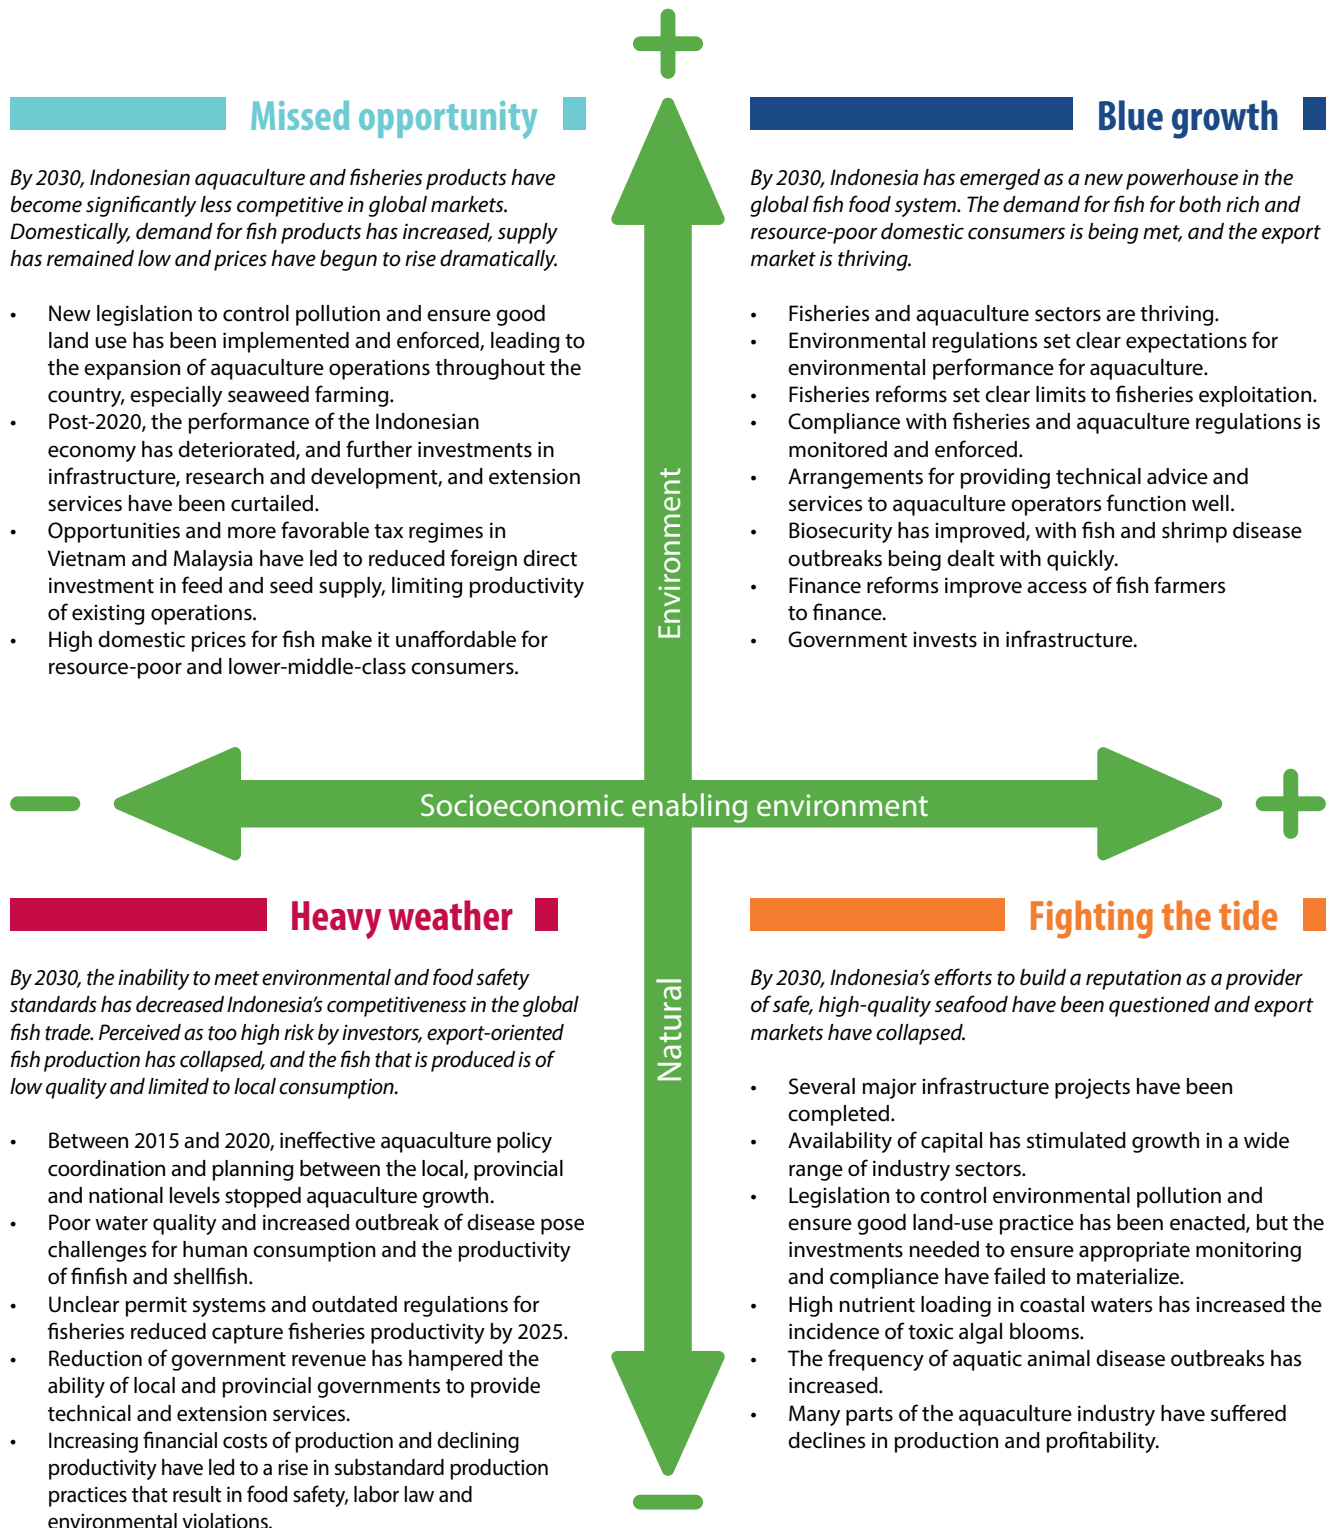 Missed opportunity
By 2030, Indonesian aquaculture and fisheries products have
become significantly less competitive in global markets.
Domestically, demand for fish products has increased, supply
has remained low and prices have begun to rise dramatically.
• New legislation to control pollution and ensure good
land use has been implemented and enforced, leading to
the expansion of aquaculture operations throughout the
country, especially seaweed farming.
• Post-2020, the performance of the Indonesian
economy has deteriorated, and further investments in
infrastructure, research and development, and extension
services have been curtailed.
• Opportunities and more favorable tax regimes in
Vietnam and Malaysia have led to reduced foreign direct
investment in feed and seed supply, limiting productivity
of existing operations.
• High domestic prices for fish make it unaffordable for
resource-poor and lower-middle-class consumers.
Blue growth
By 2030, Indonesia has emerged as a new powerhouse in the
global fish food system. The demand for fish for both rich and
resource-poor domestic consumers is being met, and the export
market is thriving.
• Fisheries and aquaculture sectors are thriving.
• Environmental regulations set clear expectations for
environmental performance for aquaculture.
• Fisheries reforms set clear limits to fisheries exploitation.
• Compliance with fisheries and aquaculture regulations is
monitored and enforced.
• Arrangements for providing technical advice and
services to aquaculture operators function well.
• Biosecurity has improved, with fish and shrimp disease
outbreaks being dealt with quickly.
• Finance reforms improve access of fish farmers
to finance.
• Government invests in infrastructure.
Environment
Socioeconomic enabling environment
Natural
Heavy weather
By 2030, the inability to meet environmental and food safety
standards has decreased Indonesia's competitiveness in the global
fish trade. Perceived as too high risk by investors, export-oriented
fish production has collapsed, and the fish that is produced is of
low quality and limited to local consumption.
• Between 2015 and 2020, ineffective aquaculture policy
coordination and planning between the local, provincial
and national levels stopped aquaculture growth.
• Poor water quality and increased outbreak of disease pose
challenges for human consumption and the productivity
of finfish and shellfish.
• Unclear permit systems and outdated regulations for
fisheries reduced capture fisheries productivity by 2025.
• Reduction of government revenue has hampered the
ability of local and provincial governments to provide
technical and extension services.
• Increasing financial costs of production and declining
productivity have led to a rise in substandard production
practices that result in food safety, labor law and
environmental violations.
Fighting the tide
By 2030, Indonesia's efforts to build a reputation as a provider
of safe, high-quality seafood have been questioned and export
markets have collapsed.
• Several major infrastructure projects have been
completed.
• Availability of capital has stimulated growth in a wide
range of industry sectors.
• Legislation to control environmental pollution and
ensure good land-use practice has been enacted, but the
investments needed to ensure appropriate monitoring
and compliance have failed to materialize.
• High nutrient loading in coastal waters has increased the
incidence of toxic algal blooms.
• The frequency of aquatic animal disease outbreaks has
increased.
• Many parts of the aquaculture industry have suffered
declines in production and profitability.